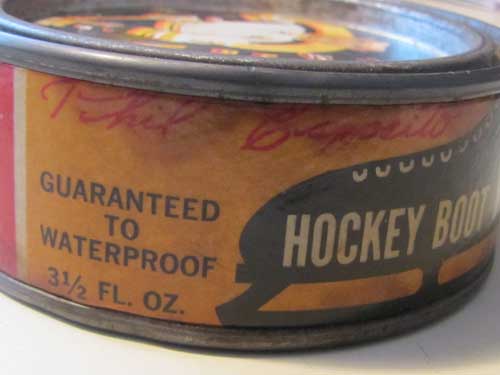 Phil Esposito
GUARANTEED
TO
WATERPROOF
3½ FL. OZ.
HOCKEY BOOT